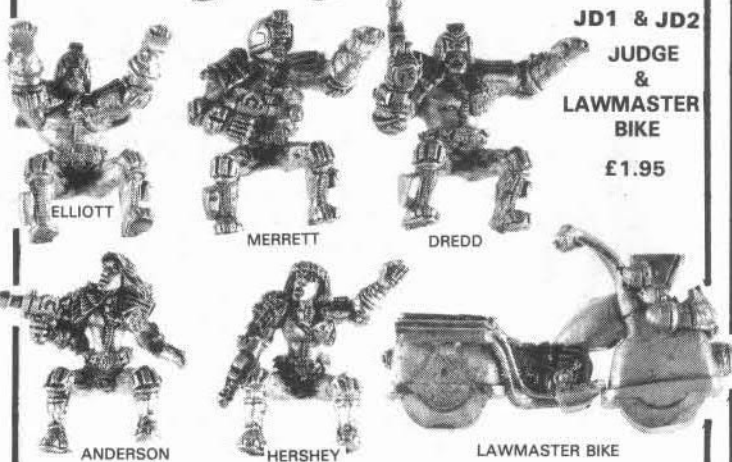 JD1 & JD2
JUDGE
&
LAWMASTER
BIKE
£1.95
ELLIOTT
MERRETT
DREDD
ANDERSON
HERSHEY
LAWMASTER BIKE